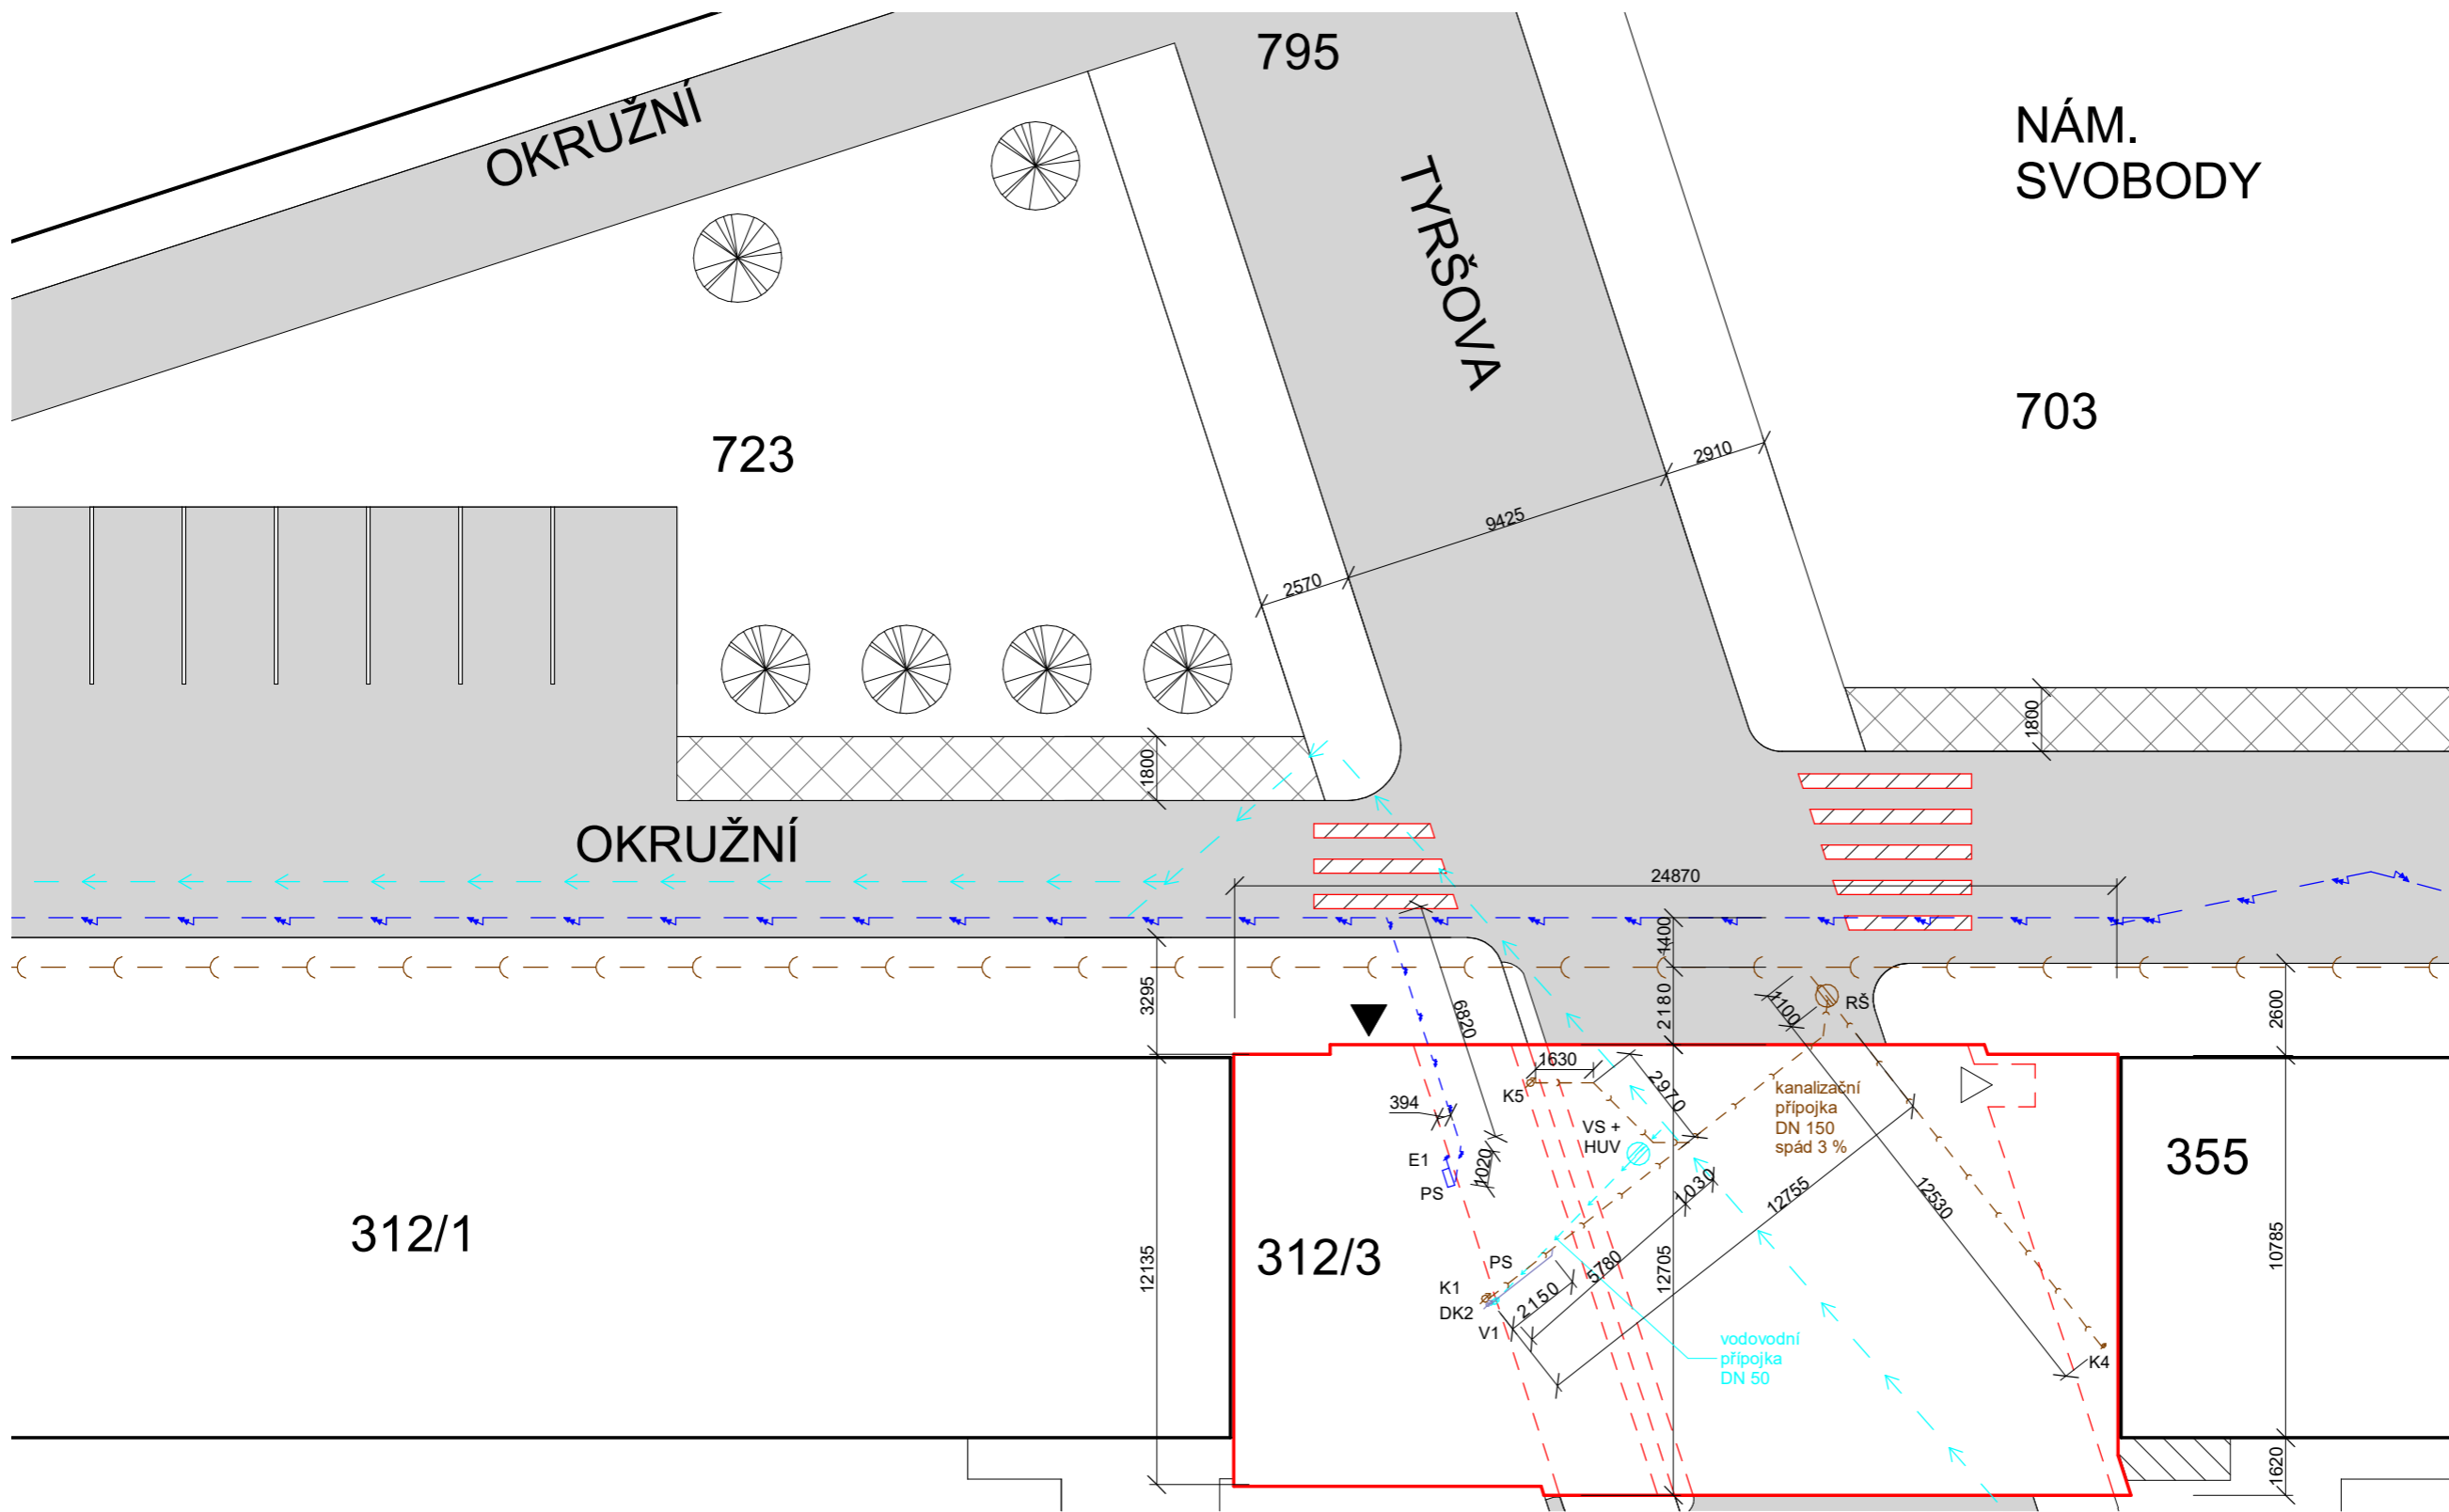 795
OKRUŽNÍ
NÁM.
SVOBODY
TYRŠOVA
703
723
2910
9425
2570
1800
1800
OKRUŽNÍ
24870
1400
3295
6820
2180
1100
RŠ
2600
1630
2970
K5
394
kanalizační
přípojka
DN 150
spád 3 %
VS +
HUV
E1
1020
PS
355
1030
12755
12530
312/1
312/3
12135
12705
10785
PS
5780
K1
2150
DK2
V1
vodovodní
přípojka
DN 50
K4
1620